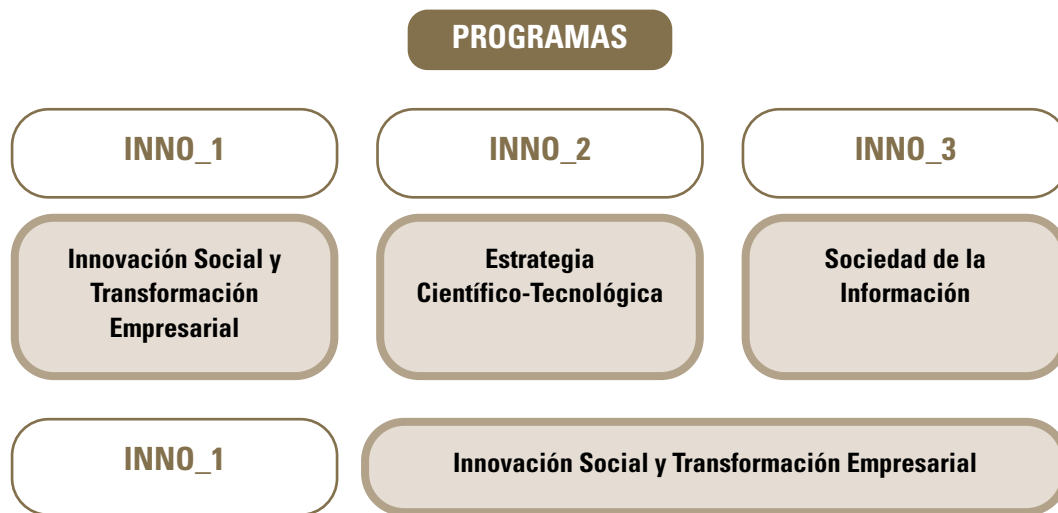 PROGRAMAS
INNO_1
INNO_2
INNO_3
Innovación Social y
Transformación
Empresarial
Estrategia
Científico-Tecnológica
Sociedad de la
Información
INNO_1
Innovación Social y Transformación Empresarial